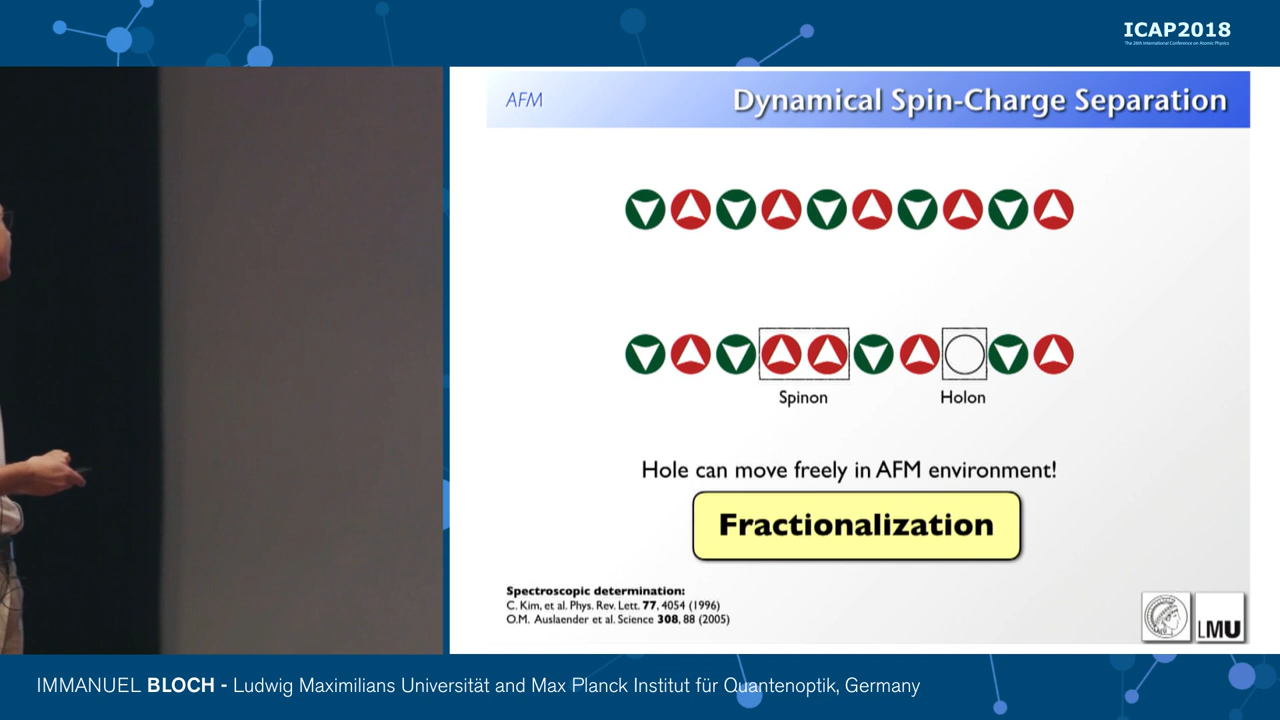 ICAP2018
The 26th International Conference on Atomic Physics
AFM
Dynamical Spin-Charge Separation
Spinon
Holon
Hole can move freely in AFM environment!
Fractionalization
Spectroscopic determination:
C. Kim, et al. Phys. Rev. Lett. 77, 4054 (1996)
O.M. Auslaender et al. Science 308, 88 (2005)
LMU
IMMANUEL BLOCH - Ludwig Maximilians Universität and Max Planck Institut für Quantenoptik, Germany